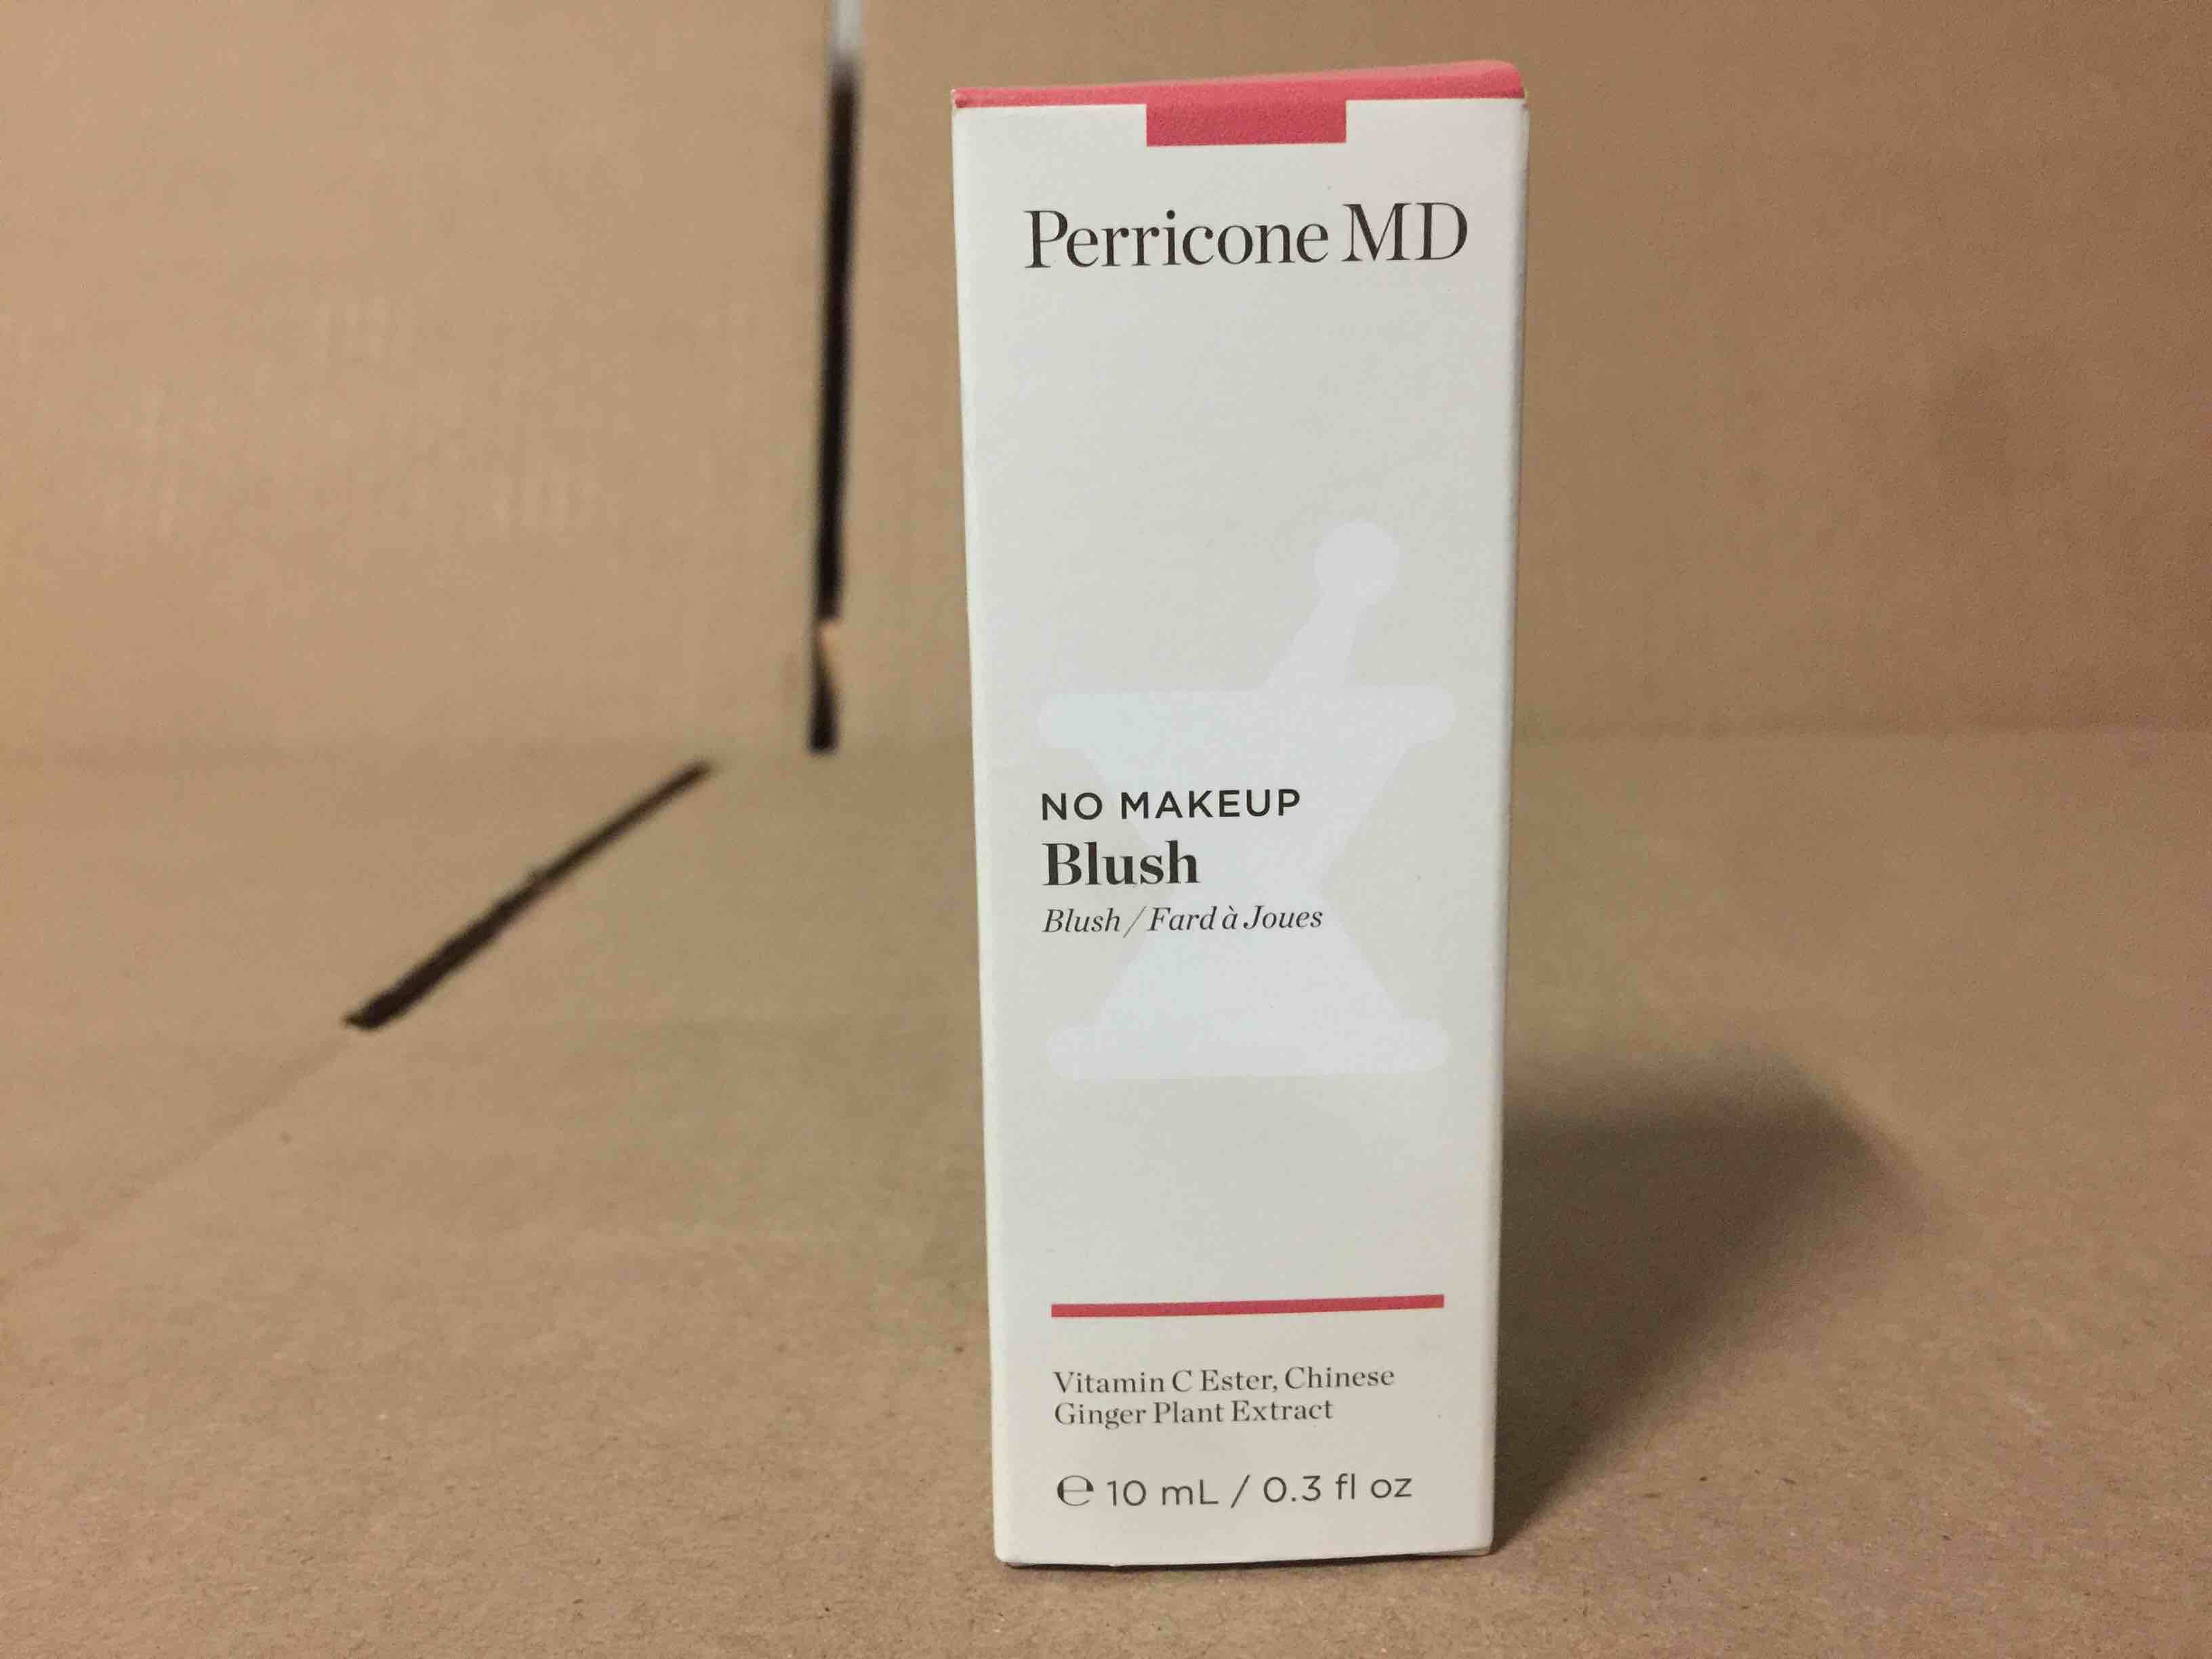 Perricone MD
NO MAKEUP
Blush
Blush / Fard à Joues
Vitamin C Ester, Chinese
Ginger Plant Extract
℮ 10 mL / 0.3 fl oz